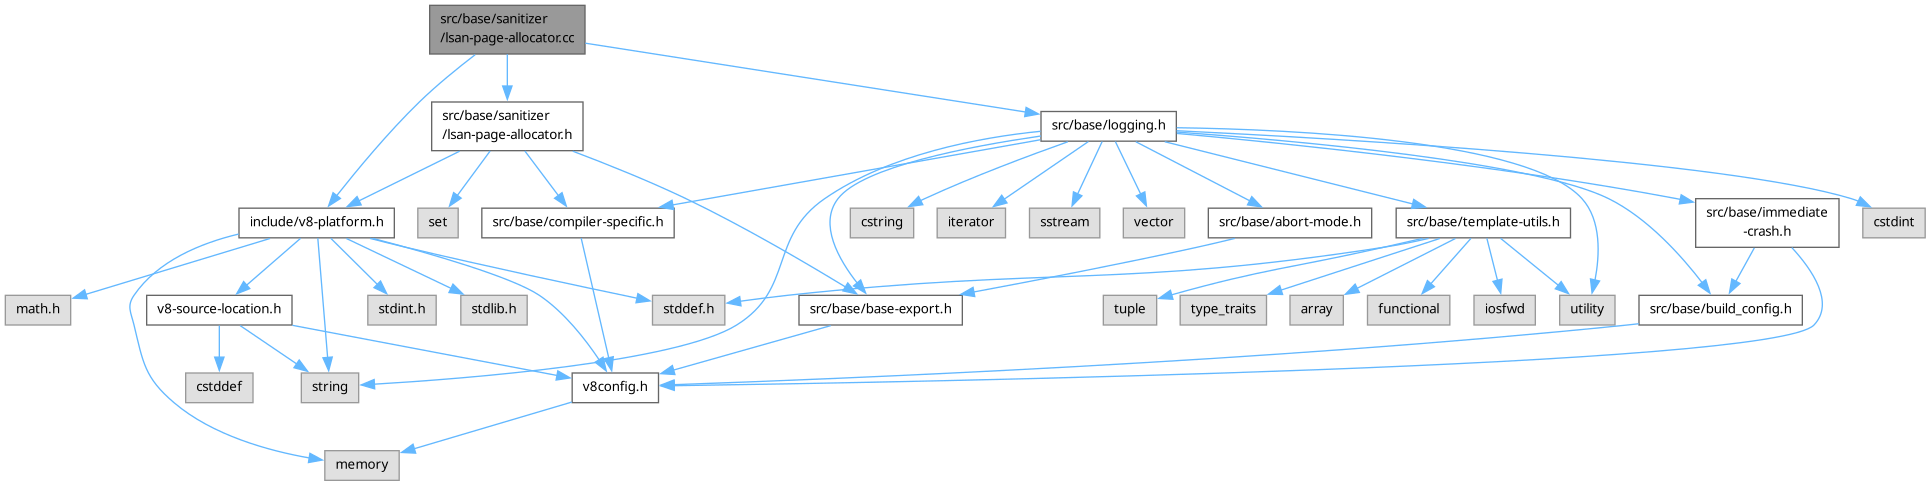 src/base/sanitizer
/lsan-page-allocator.cc
src/base/sanitizer
/lsan-page-allocator.h
src/base/logging.h
include/v8-platform.h
set
src/base/compiler-specific.h
cstring
iterator
sstream
vector
src/base/abort-mode.h
src/base/template-utils.h
src/base/immediate
-crash.h
cstdint
math.h
v8-source-location.h
stdint.h
stdlib.h
stddef.h
src/base/base-export.h
tuple
type_traits
array
functional
iosfwd
utility
src/base/build_config.h
cstddef
string
v8config.h
memory